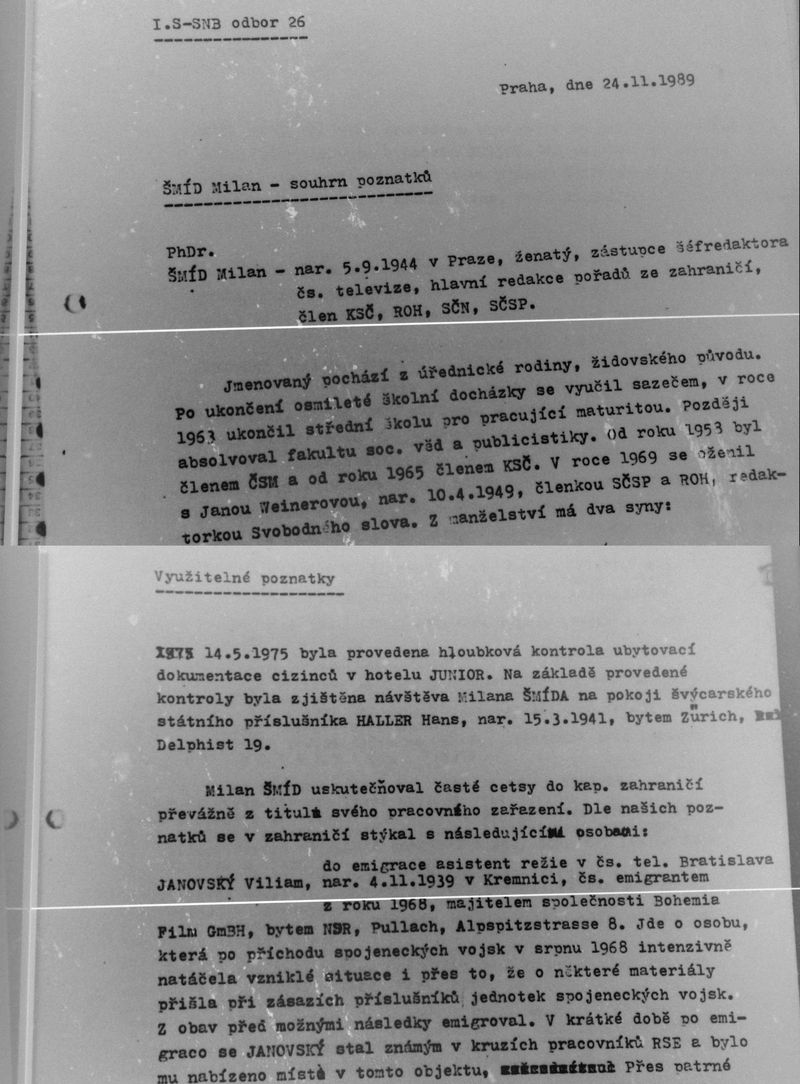 I.S-SNB odbor 26
Praha, dne 24.11.1989
ŠMÍD Milan - souhrn poznatků
PhDr.
ŠMÍD Milan - nar. 5.9.1944 v Praze, ženatý, zástupce šéfredaktora
čs. televize, hlavní redakce pořadů ze zahraničí,
člen KSČ, ROH, SČN, SČSP.
Jmenovaný pochází z úřednické rodiny, židovského původu.
Po ukončení osmileté školní docházky se vyučil sazečem, v roce
1963 ukončil střední školu pro pracující maturitou. Později
absolvoval fakultu soc. věd a publicistiky. Od roku 1953 byl
členem ČSM a od roku 1965 členem KSČ. V roce 1969 se oženil
s Janou Weinerovou, nar. 10.4.1949, členkou SČSP a ROH, redak-
torkou Svobodného slova. Z manželství má dva syny:
Využitelné poznatky
14.5.1975 byla provedena hloubková kontrola ubytovací
dokumentace cizinců v hotelu JUNIOR. Na základě provedené
kontroly byla zjištěna návštěva Milana ŠMÍDA na pokoji švýcarského
státního příslušníka HALLER Hans, nar. 15.3.1941, bytem Zürich,
Delphist 19.
Milan ŠMÍD uskutečňoval časté cetsy do kap. zahraničí
převážně z titulu svého pracovního zařazení. Dle našich poz-
natků se v zahraničí stýkal s následujícími osobami:
do emigrace asistent režie v čs. tel. Bratislava
JANOVSKÝ Viliam, nar. 4.11.1939 v Kremnici, čs. emigrantem
z roku 1968, majitelem společnosti Bohemia
Film GmBH, bytem NSR, Pullach, Alpspitzstrasse 8. Jde o osobu,
která po příchodu spojeneckých vojsk v srpnu 1968 intenzivně
natáčela vzniklé situace i přes to, že o některé materiály
přišla při zásazích příslušníků jednotek spojeneckých vojsk.
Z obav před možnými následky emigroval. V krátké době po emi-
graco se JANOVSKÝ stal známým v kruzích pracovníků RSE a bylo
mu nabízeno místo v tomto objektu, Přes patrné